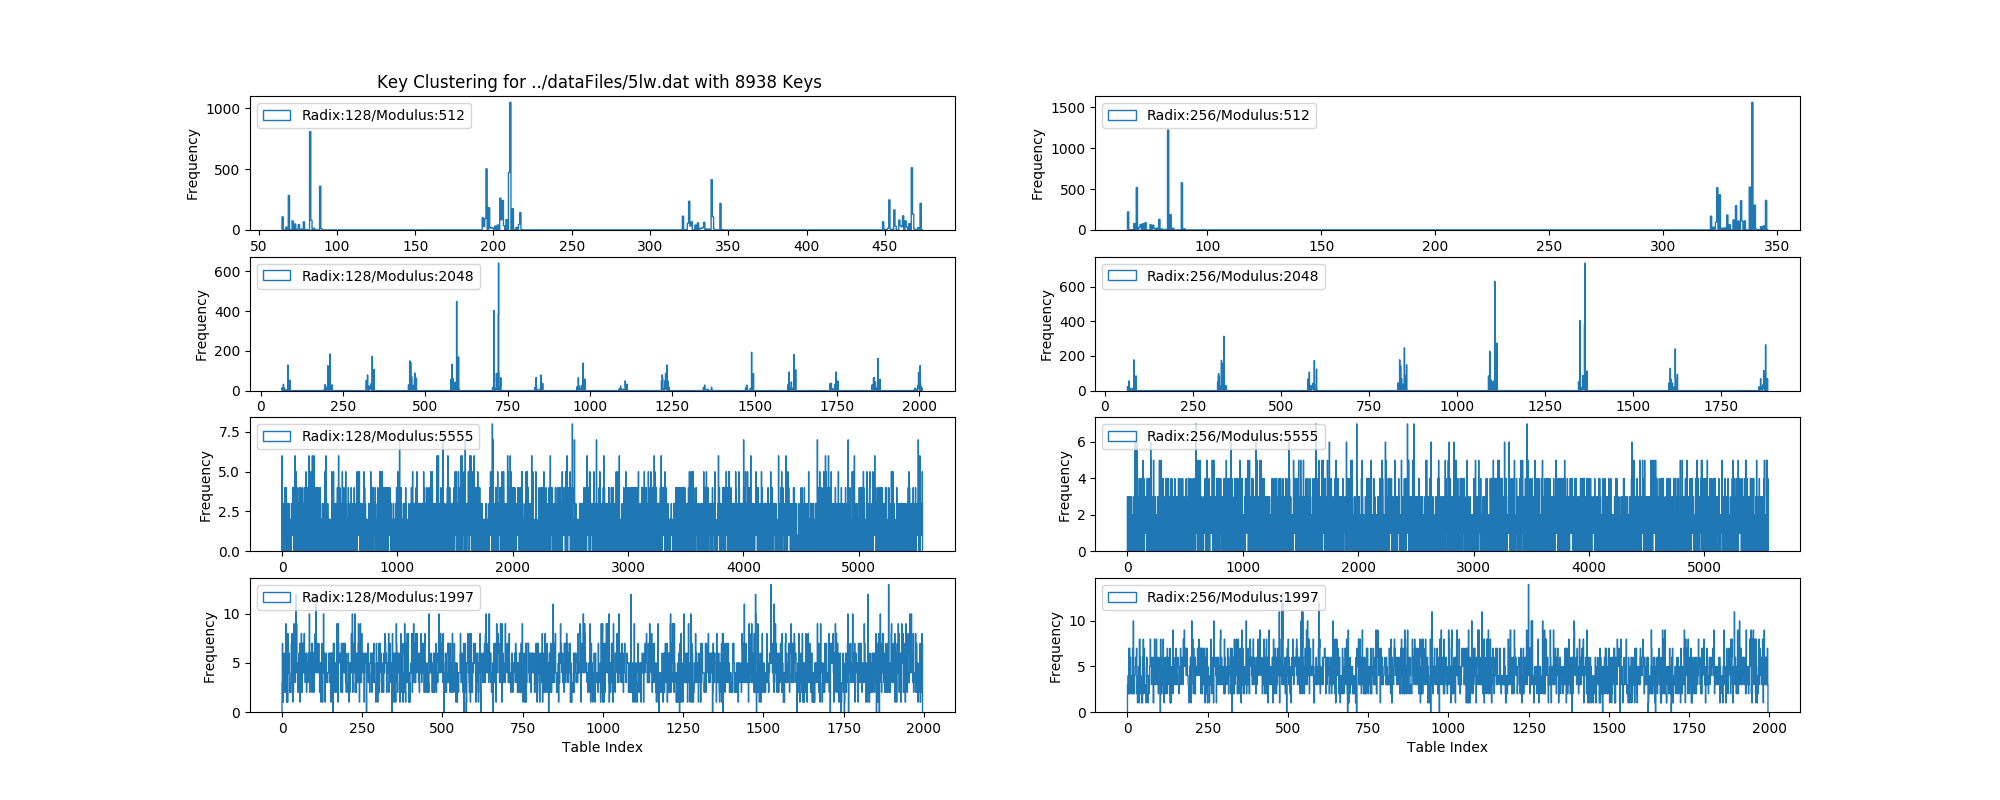 Key Clustering for ../dataFiles/5lw.dat with 8938 Keys
Radix:128/Modulus:512
Frequency
1000
500
0
50 100 150 200 250 300 350 400 450
Radix:256/Modulus:512
Frequency
1500
1000
500
0
100 150 200 250 300 350
Radix:128/Modulus:2048
Frequency
600
400
200
0
0 250 500 750 1000 1250 1500 1750 2000
Radix:256/Modulus:2048
Frequency
600
400
200
0
0 250 500 750 1000 1250 1500 1750
Radix:128/Modulus:5555
Frequency
7.5
5.0
2.5
0.0
0 1000 2000 3000 4000 5000
Radix:256/Modulus:5555
Frequency
6
4
2
0
0 1000 2000 3000 4000 5000
Radix:128/Modulus:1997
Frequency
10
5
0
0 250 500 750 1000 1250 1500 1750 2000
Table Index
Radix:256/Modulus:1997
Frequency
10
5
0
0 250 500 750 1000 1250 1500 1750 2000
Table Index